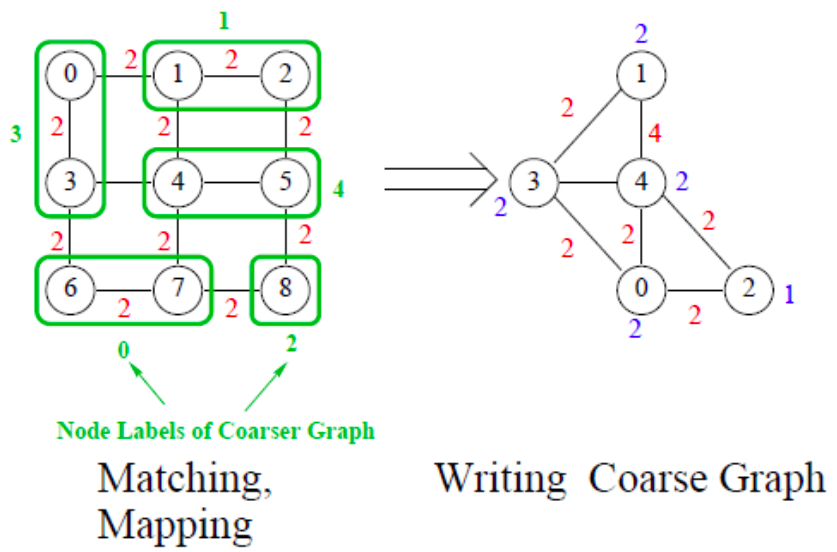 1
2
0 2 1 2 2
2 2 2
3
3 4 5
4
2 2 2
6 2 7 2 8
0 2
Node Labels of Coarser Graph
Matching,
Mapping
2
1
2 4
3 4 2
2
2 2 2
0 2 2 1
2
Writing Coarse Graph